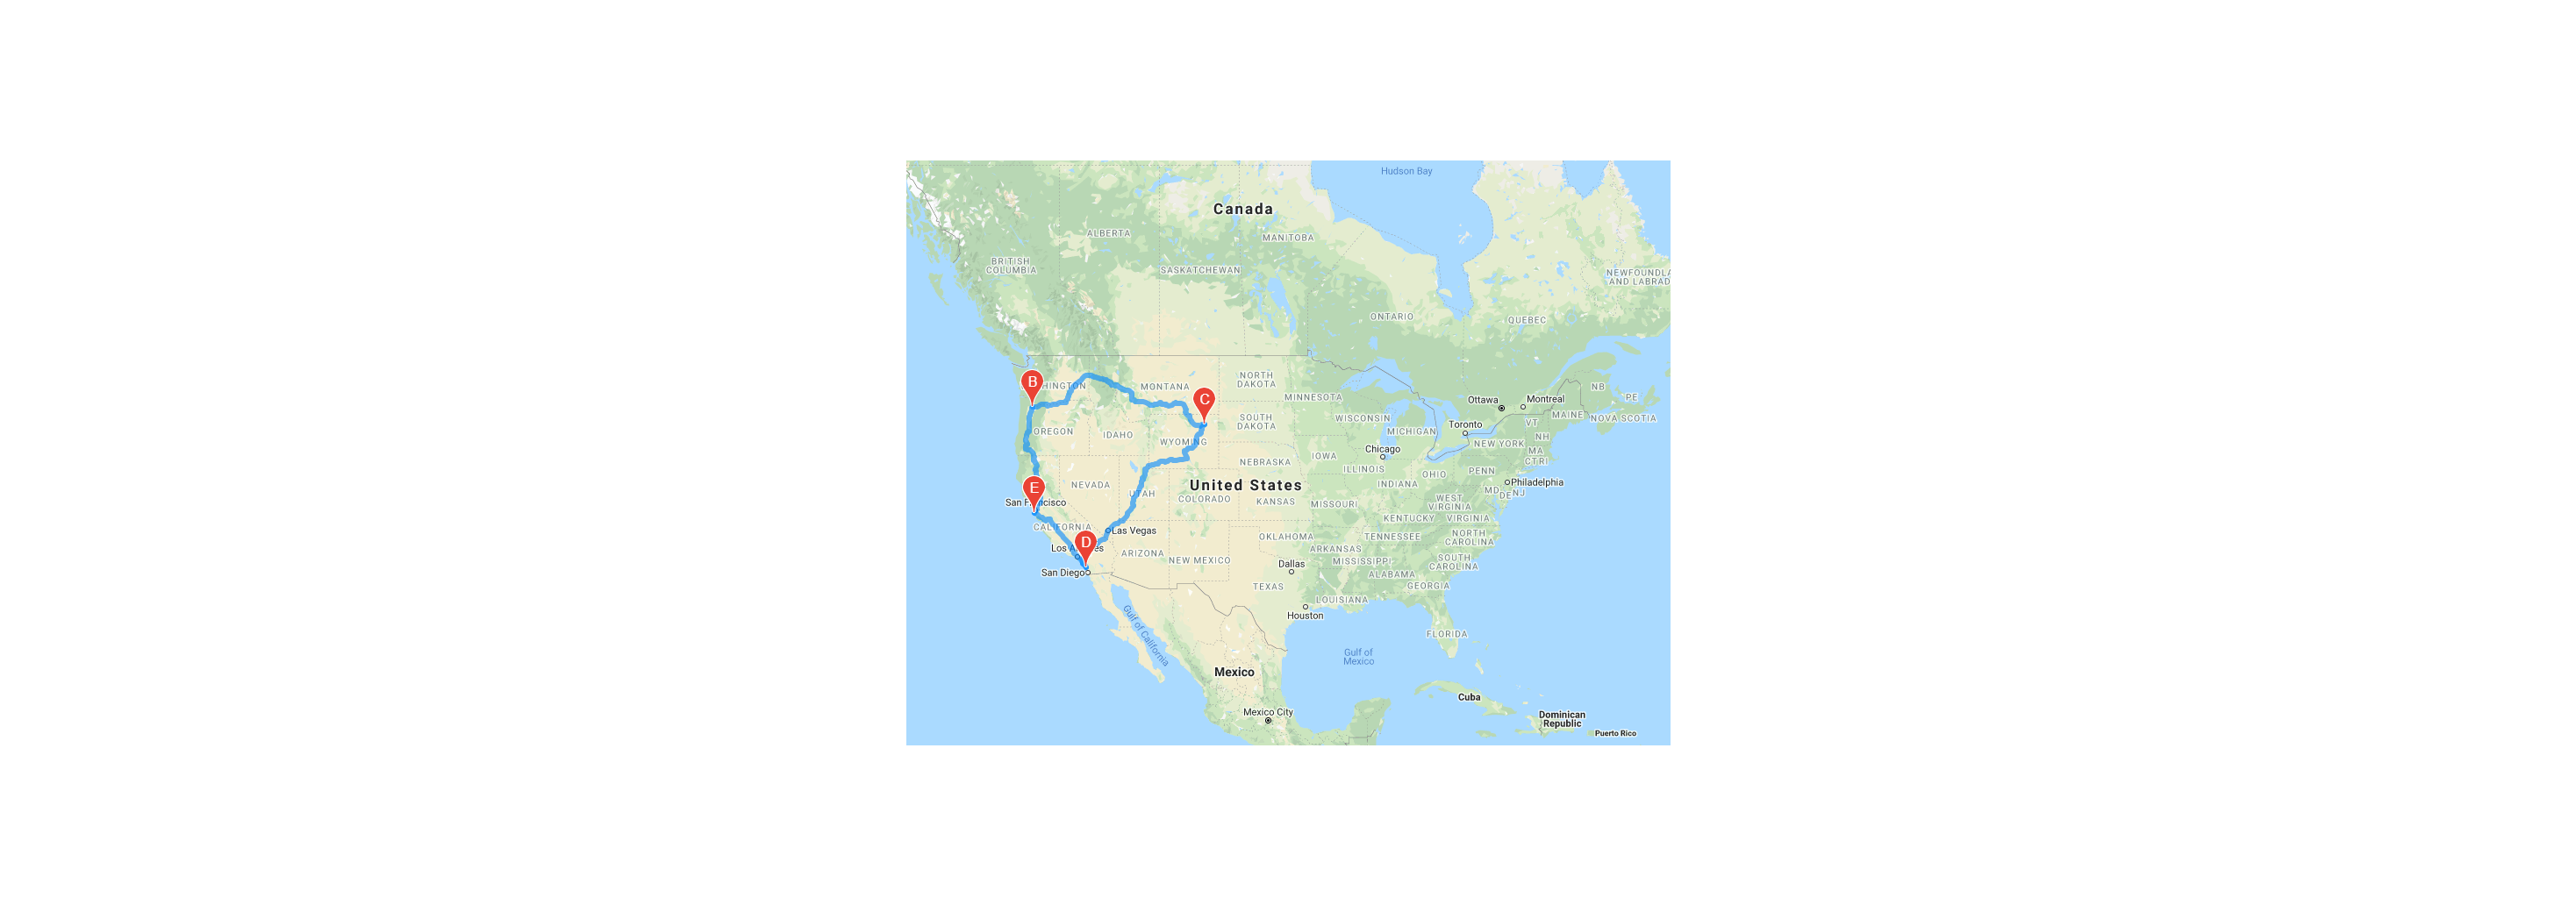 Hudson Bay
Canada
ALBERTA
MANITOBA
BRITISH
COLUMBIA
SASKATCHEWAN
NEWFOUNDLA
AND LABRAD
ONTARIO
QUEBEC
B
HINGTON
MONTANA
NORTH
DAKOTA
C
MINNESOTA
Ottawa
Montreal
NB
PE
MAINE
NOVA SCOTIA
OREGON
IDAHO
WYOMING
SOUTH
DAKOTA
WISCONSIN
MICHIGAN
Toronto
VT
NH
NEW YORK
MA
CT RI
Chicago
NEBRASKA
IOWA
ILLINOIS
INDIANA
OHIO
PENN
Philadelphia
MD
DE NJ
E
San F
cisco
NEVADA
UTAH
United States
COLORADO
KANSAS
MISSOURI
WEST
VIRGINIA
KENTUCKY
VIRGINIA
CALIFORNIA
Las Vegas
D
Los A
es
ARIZONA
NEW MEXICO
OKLAHOMA
ARKANSAS
TENNESSEE
NORTH
CAROLINA
MISSISSIPPI
SOUTH
CAROLINA
San Diego
Dallas
ALABAMA
GEORGIA
TEXAS
LOUISIANA
Houston
Gulf of California
FLORIDA
Gulf of
Mexico
Mexico
Mexico City
Cuba
Dominican
Republic
Puerto Rico